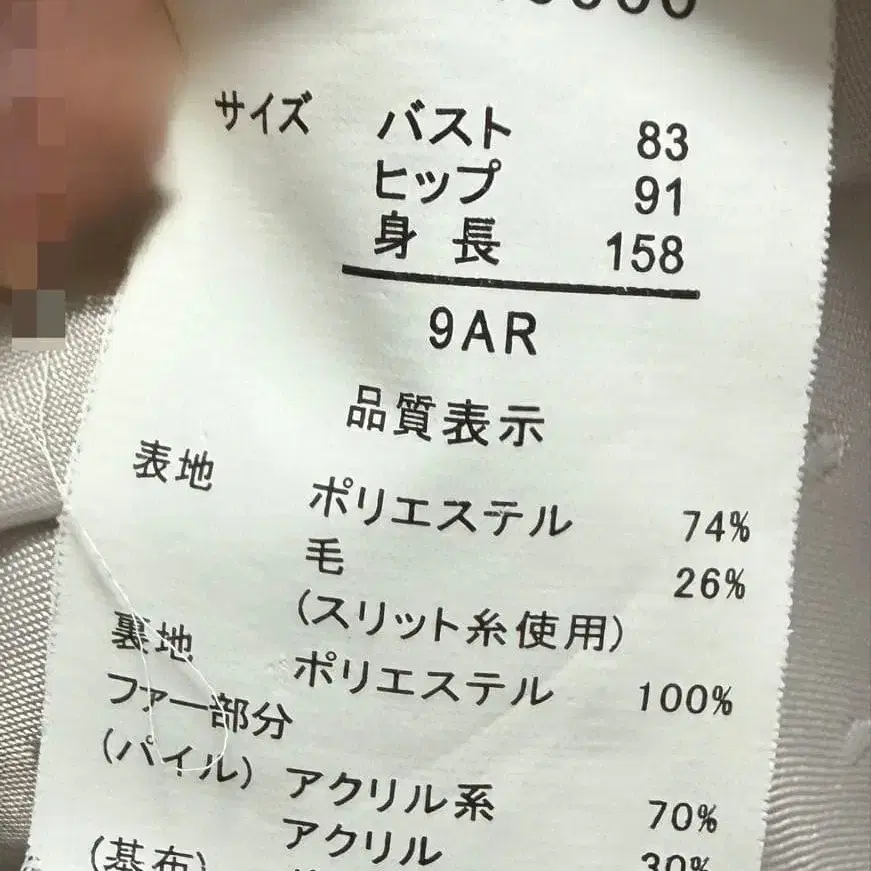 サイズ バスト 83
ヒップ 91
身長 158
9AR
品質表示
表地
ポリエステル 74%
毛 26%
(スリット糸使用)
裏地
ポリエステル 100%
ファー部分
(パイル) アクリル系 70%
アクリル 30%
(基布)